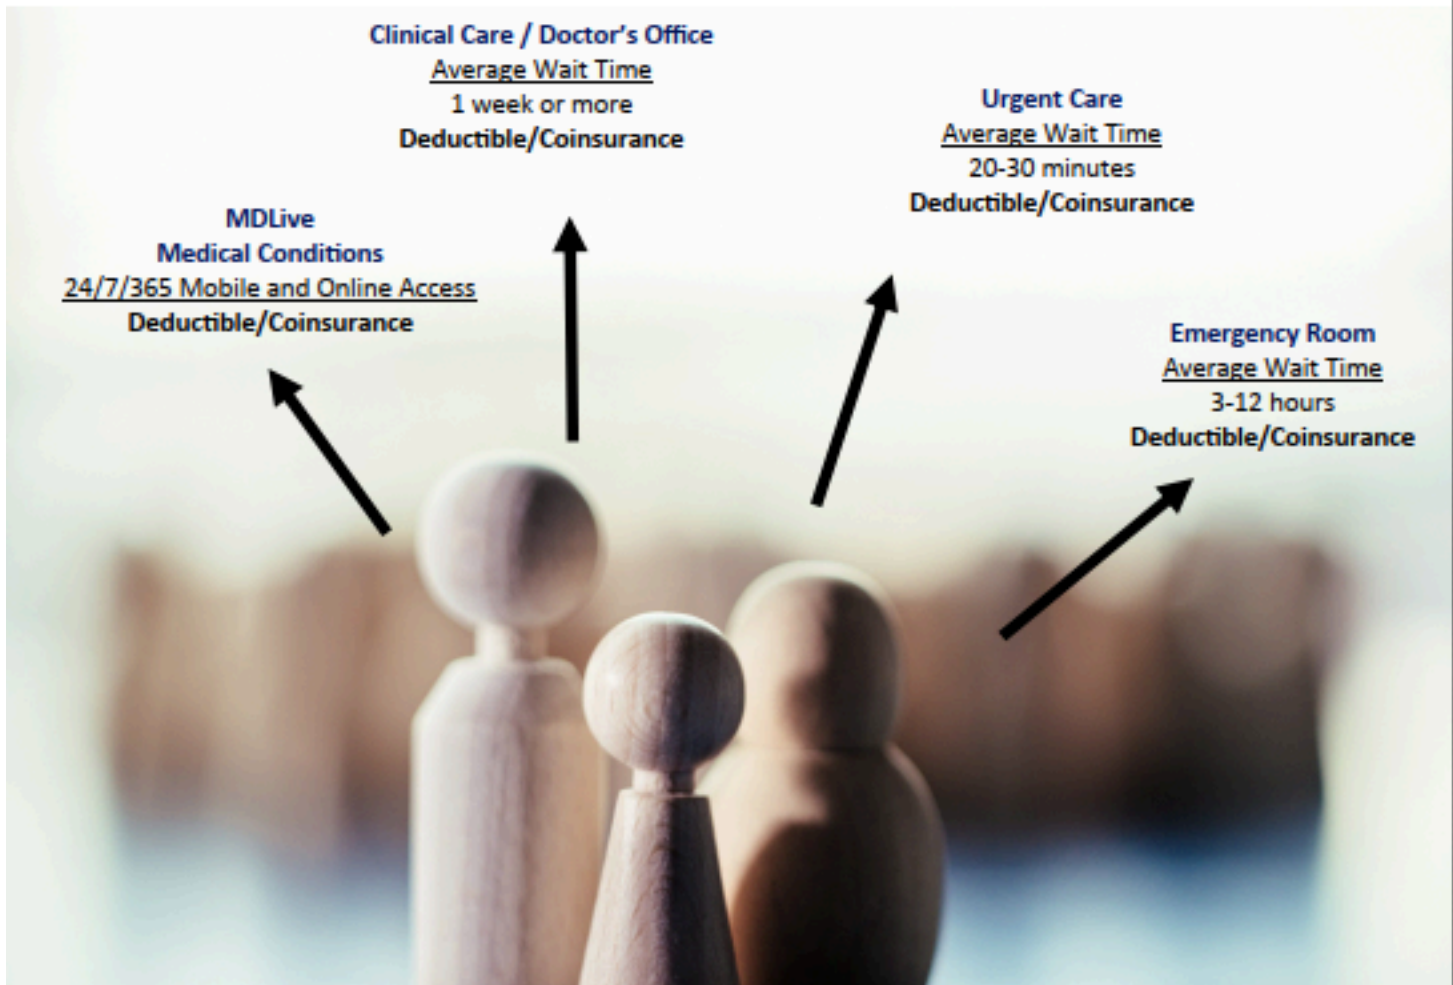 Clinical Care / Doctor's Office
Average Wait Time
1 week or more
Deductible/Coinsurance
Urgent Care
Average Wait Time
20-30 minutes
Deductible/Coinsurance
MDLive
Medical Conditions
24/7/365 Mobile and Online Access
Deductible/Coinsurance
Emergency Room
Average Wait Time
3-12 hours
Deductible/Coinsurance